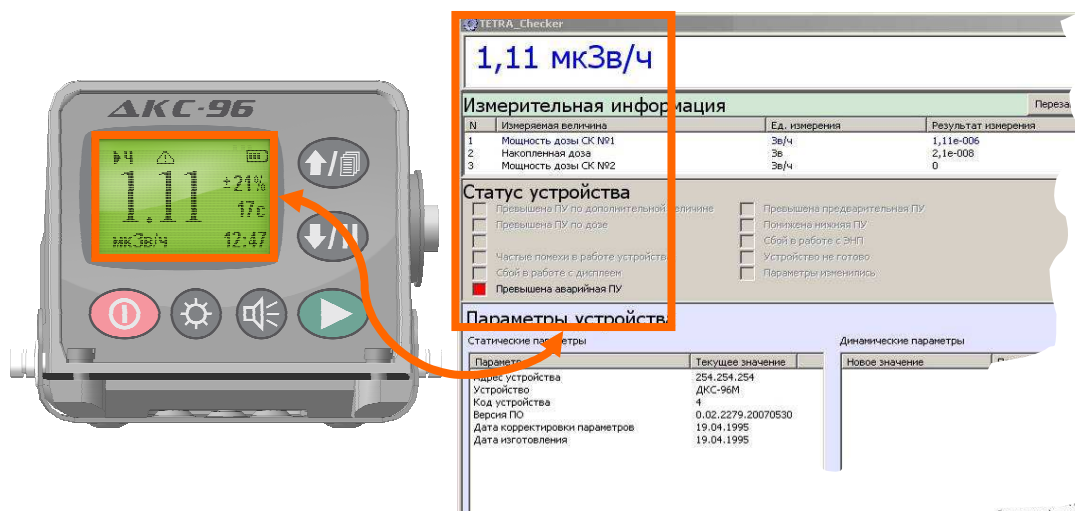 ДКС-96
γЧ
1.11
±21%
17с
мкЗв/ч
12:47
TETRA_Checker
1,11 мкЗв/ч
Измерительная информация
N Измеряемая величина Ед. измерения Результат измерения
1 Мощность дозы СК №1 Зв/ч 1,11e-006
2 Накопленная доза Зв 2,1e-008
3 Мощность дозы СК №2 Зв/ч 0
Статус устройства
Превышена ПУ по дополнительной величине Превышена предварительная ПУ
Превышена ПУ по дозе Понижена нижняя ПУ
Сбой в работе с ЭНП
Частые помехи в работе устройства Устройство не готово
Сбой в работе с дисплеем Параметры изменились
Превышена аварийная ПУ
Параметры устройства
Статические параметры Динамические параметры
Параметр Текущее значение Новое значение
Адрес устройства 254.254.254
Устройство ДКС-96М
Код устройства 4
Версия ПО 0.02.2279.20070530
Дата корректировки параметров 19.04.1995
Дата изготовления 19.04.1995